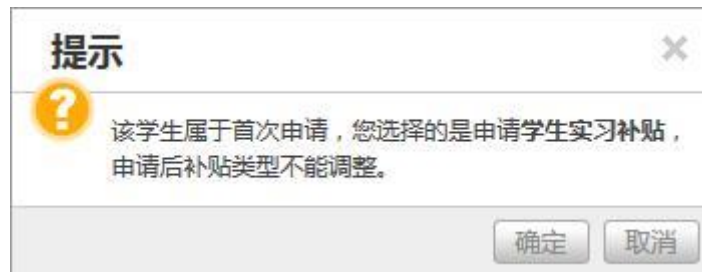 提示
该学生属于首次申请，您选择的是申请学生实习补贴，
申请后补贴类型不能调整。
确定 取消